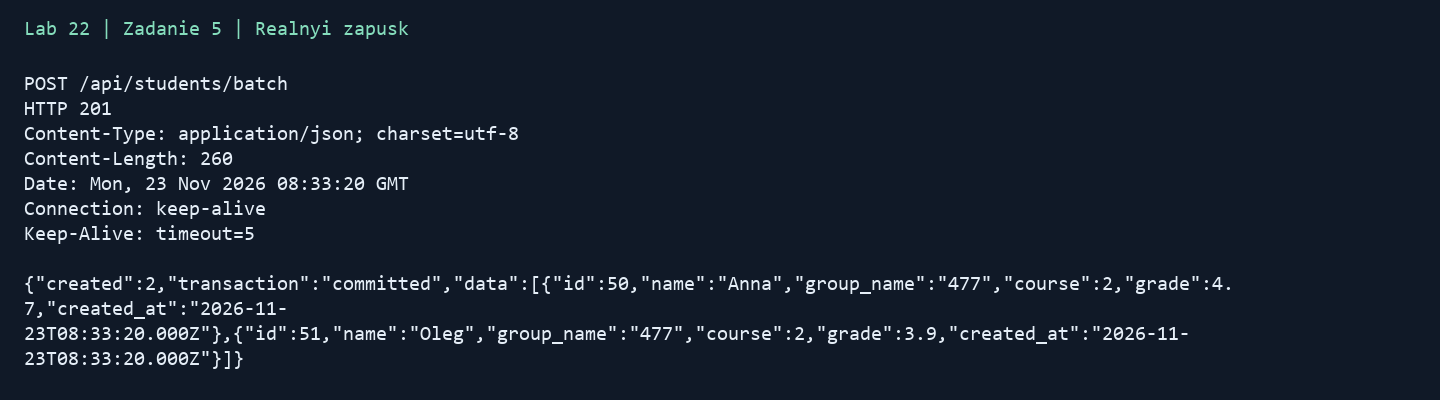 Lab 22 | Zadanie 5 | Realnyi zapusk
POST /api/students/batch
HTTP 201
Content-Type: application/json; charset=utf-8
Content-Length: 260
Date: Mon, 23 Nov 2026 08:33:20 GMT
Connection: keep-alive
Keep-Alive: timeout=5
{"created":2,"transaction":"committed","data":[{"id":50,"name":"Anna","group_name":"477","course":2,"grade":4.
7,"created_at":"2026-11-
23T08:33:20.000Z"},{"id":51,"name":"Oleg","group_name":"477","course":2,"grade":3.9,"created_at":"2026-11-
23T08:33:20.000Z"}]}